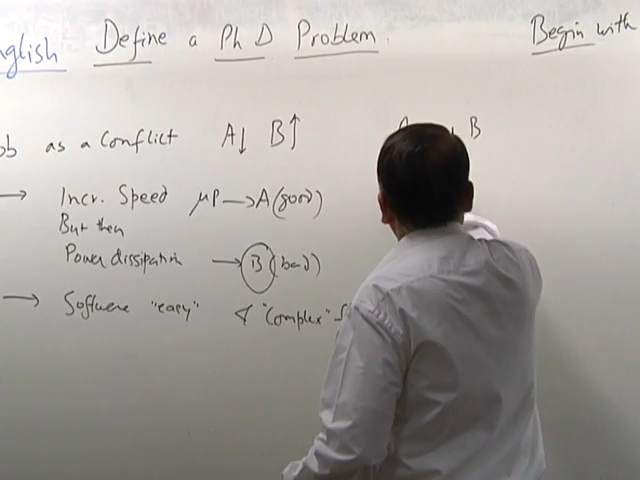 nglish Define a Ph D Problem.
Begin with
ob as a conflict A↓ B↑
A B
→ Incr. Speed μP → A (good)
But then
Power dissipation → B (bad)
→ Software "easy" & "complex"